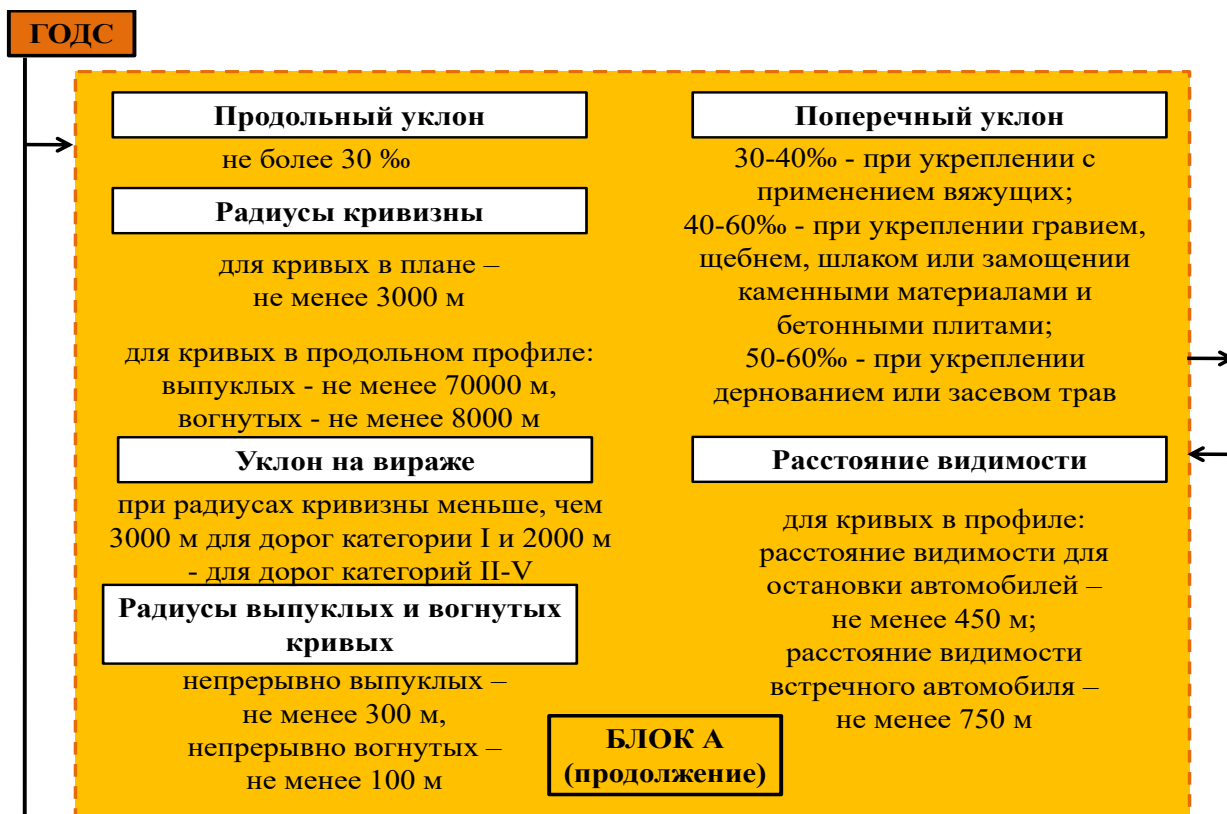 ГОДС
Продольный уклон
не более 30 ‰
Радиусы кривизны
для кривых в плане –
не менее 3000 м
для кривых в продольном профиле:
выпуклых - не менее 70000 м,
вогнутых - не менее 8000 м
Уклон на вираже
при радиусах кривизны меньше, чем
3000 м для дорог категории I и 2000 м
- для дорог категорий II-V
Радиусы выпуклых и вогнутых
кривых
непрерывно выпуклых –
не менее 300 м,
непрерывно вогнутых –
не менее 100 м
Поперечный уклон
30-40‰ - при укреплении с
применением вяжущих;
40-60‰ - при укреплении гравием,
щебнем, шлаком или замощении
каменными материалами и
бетонными плитами;
50-60‰ - при укреплении
дернованием или засевом трав
Расстояние видимости
для кривых в профиле:
расстояние видимости для
остановки автомобилей –
не менее 450 м;
расстояние видимости
встречного автомобиля –
не менее 750 м
БЛОК А
(продолжение)